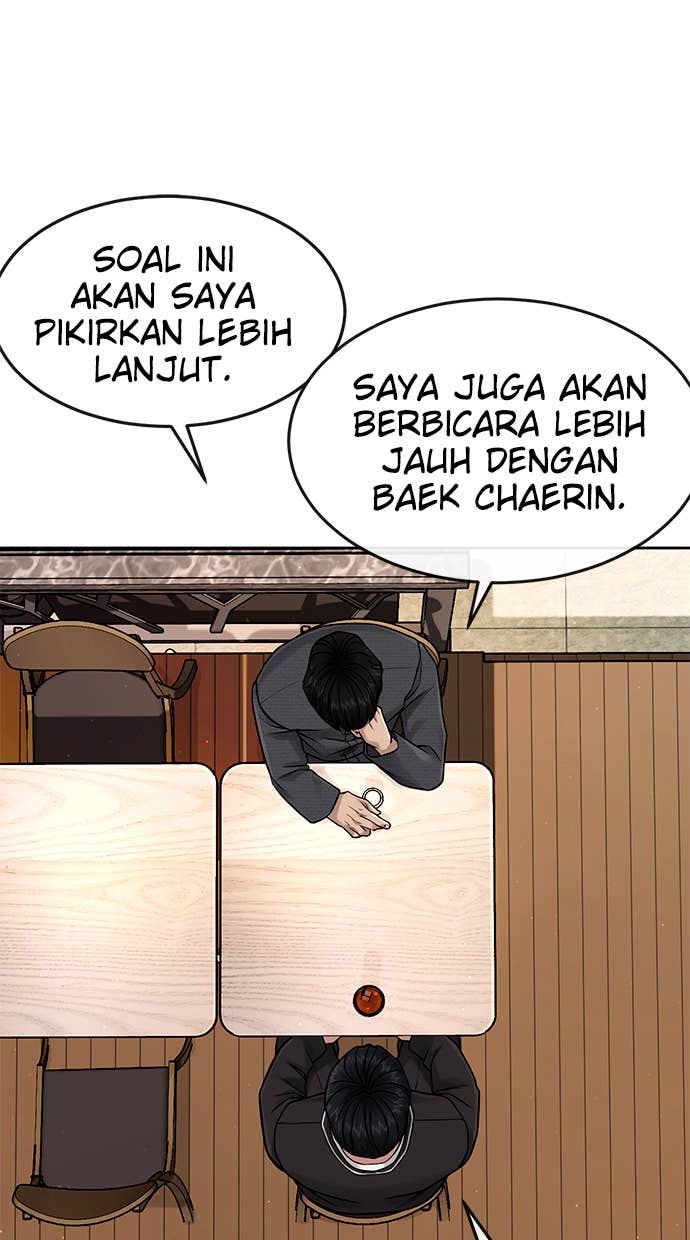 SOAL INI
AKAN SAYA
PIKIRKAN LEBIH
LANJUT.
SAYA JUGA AKAN
BERBICARA LEBIH
JAUH DENGAN
BAEK CHAERIN.